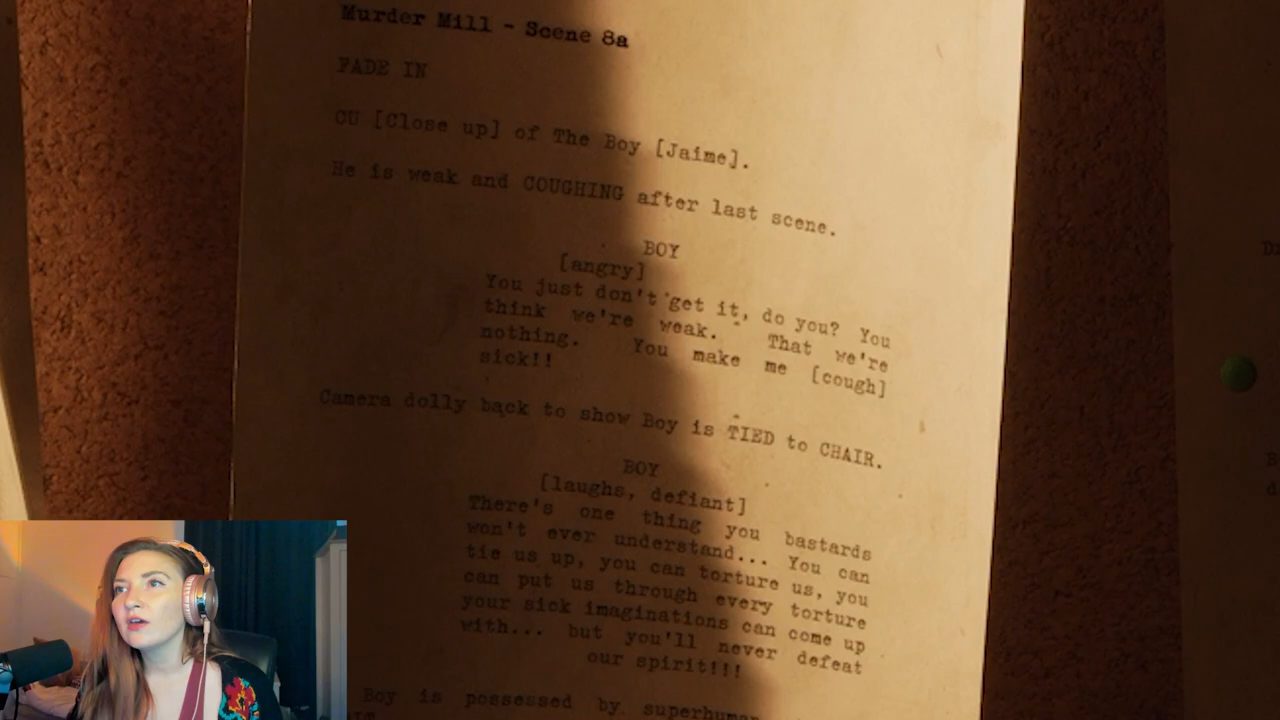 Murder Mill - Scene 8a
FADE IN
CU [Close up] of The Boy [Jaime].
He is weak and COUGHING after last scene.
BOY
[angry]
You just don't get it, do you? You
think we're weak. That we're
nothing. You make me [cough]
sick!!
Camera dolly back to show Boy is TIED to CHAIR.
BOY
[laughs, defiant]
There's one thing you bastards
won't ever understand... You can
tie us up, you can torture us, you
can put us through every torture
your sick imaginations can come up
with... but you'll never defeat
our spirit!!!
Boy is possessed by